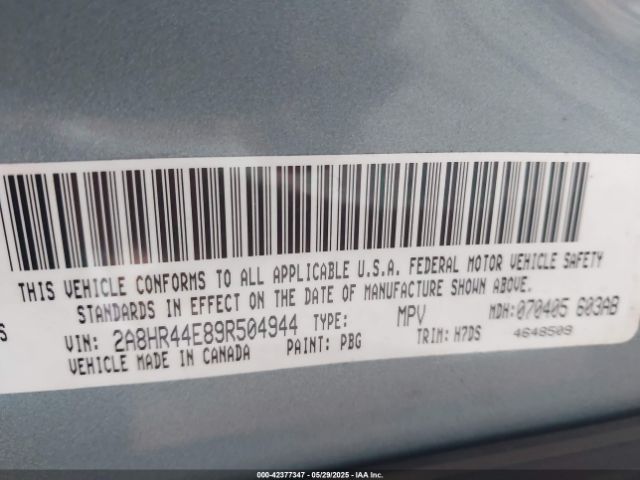 THIS VEHICLE CONFORMS TO ALL APPLICABLE U.S.A. FEDERAL MOTOR VEHICLE SAFETY
STANDARDS IN EFFECT ON THE DATE OF MANUFACTURE SHOWN ABOVE.
S VIN: 2A8HR44E89R504944 TYPE: MPV MDH:070405 603AB
VEHICLE MADE IN CANADA PAINT: PBG TRIM: H7DS 4648509
000-42377347 - 05/29/2025 - IAA Inc.